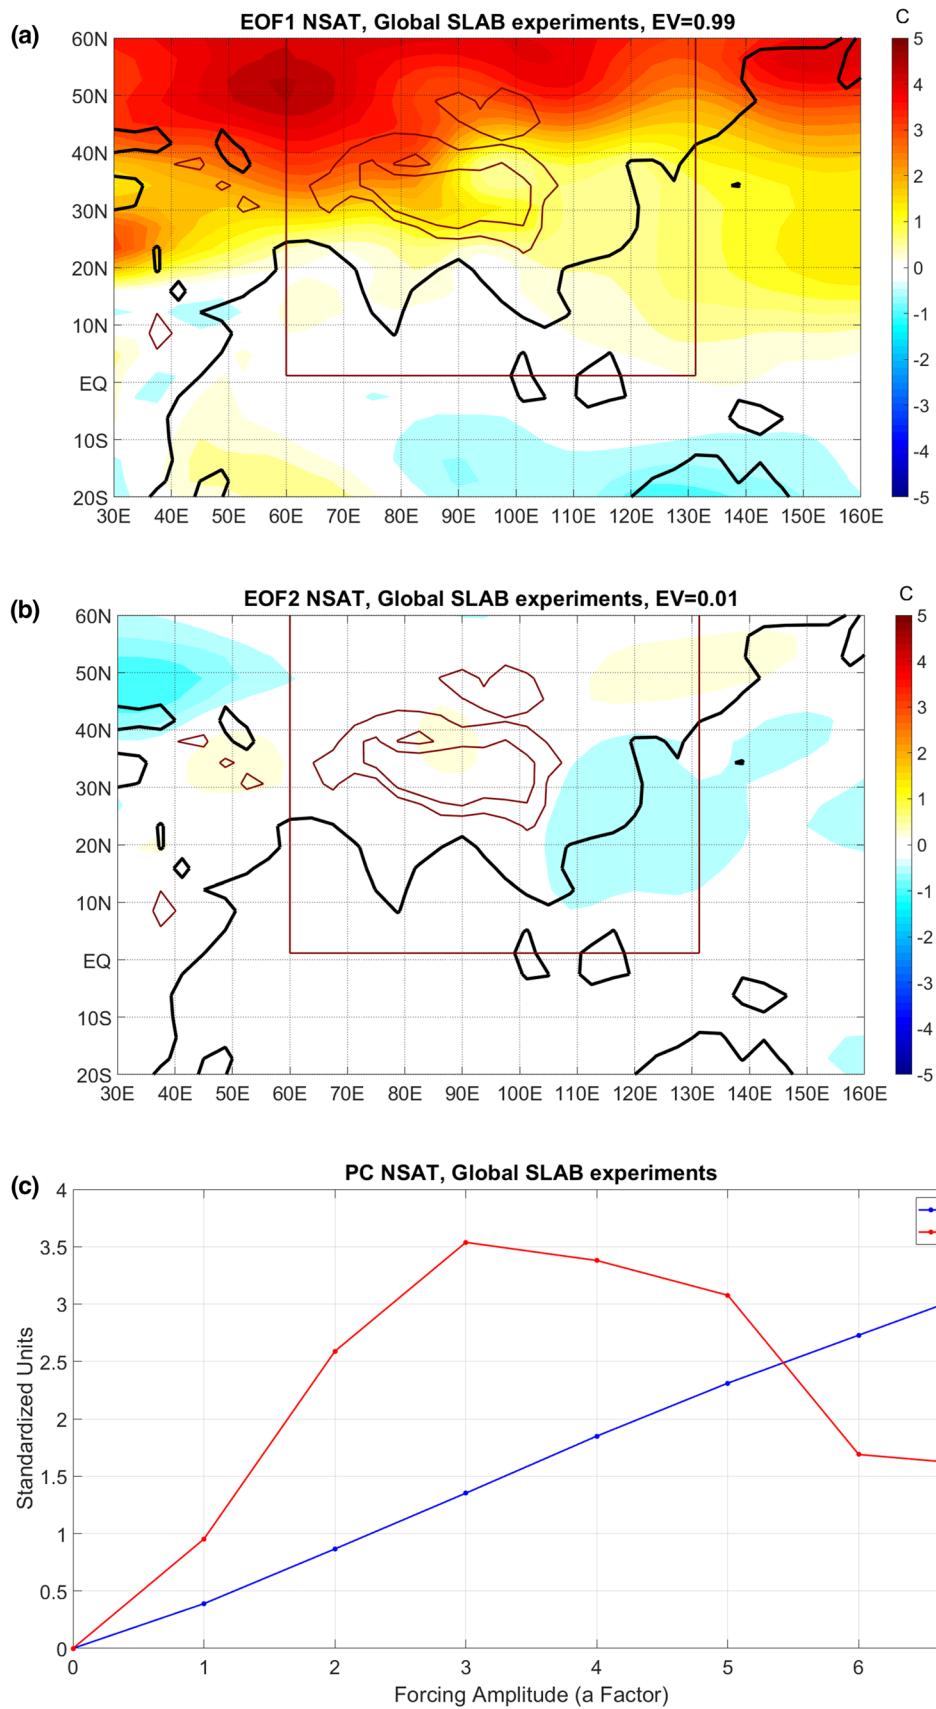 (a)
EOF1 NSAT, Global SLAB experiments, EV=0.99
C
60N
50N
40N
30N
20N
10N
EQ
10S
20S
30E 40E 50E 60E 70E 80E 90E 100E 110E 120E 130E 140E 150E 160E
5
4
3
2
1
0
-1
-2
-3
-4
-5
(b)
EOF2 NSAT, Global SLAB experiments, EV=0.01
C
60N
50N
40N
30N
20N
10N
EQ
10S
20S
30E 40E 50E 60E 70E 80E 90E 100E 110E 120E 130E 140E 150E 160E
5
4
3
2
1
0
-1
-2
-3
-4
-5
(c)
PC NSAT, Global SLAB experiments
Standardized Units
4
3.5
3
2.5
2
1.5
1
0.5
0
0 1 2 3 4 5 6
Forcing Amplitude (a Factor)